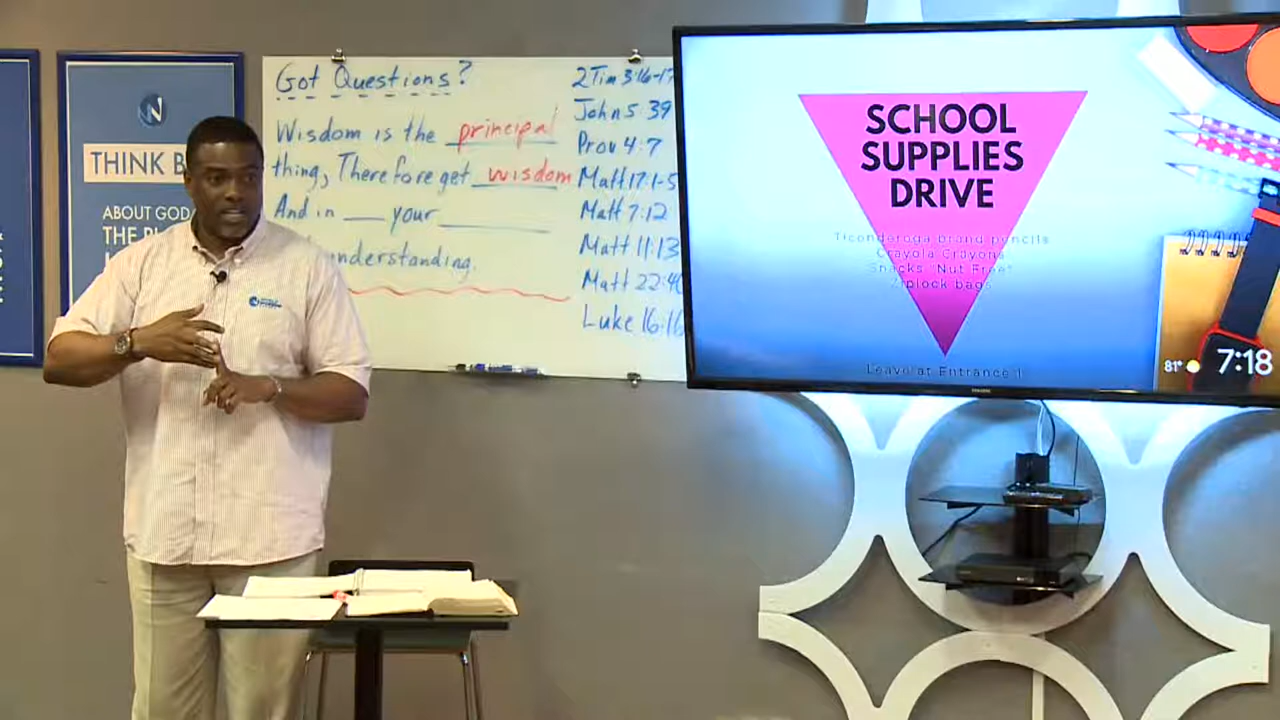 THINK B
ABOUT GOD
THE
Got Questions?
Wisdom is the principal
thing, Therefore get wisdom
And in ___ your ______
understanding.
2Tim 3:16-17
John 5:39
Prov 4:7
Matt 17:1-5
Matt 7:12
Matt 11:13
Matt 22:40
Luke 16:16
SCHOOL
SUPPLIES
DRIVE
Ticonderoga brand pencils
Crayola Crayons
Snacks "Nut Free"
Ziplock bags
Leave at Entrance 1
81° 7:18